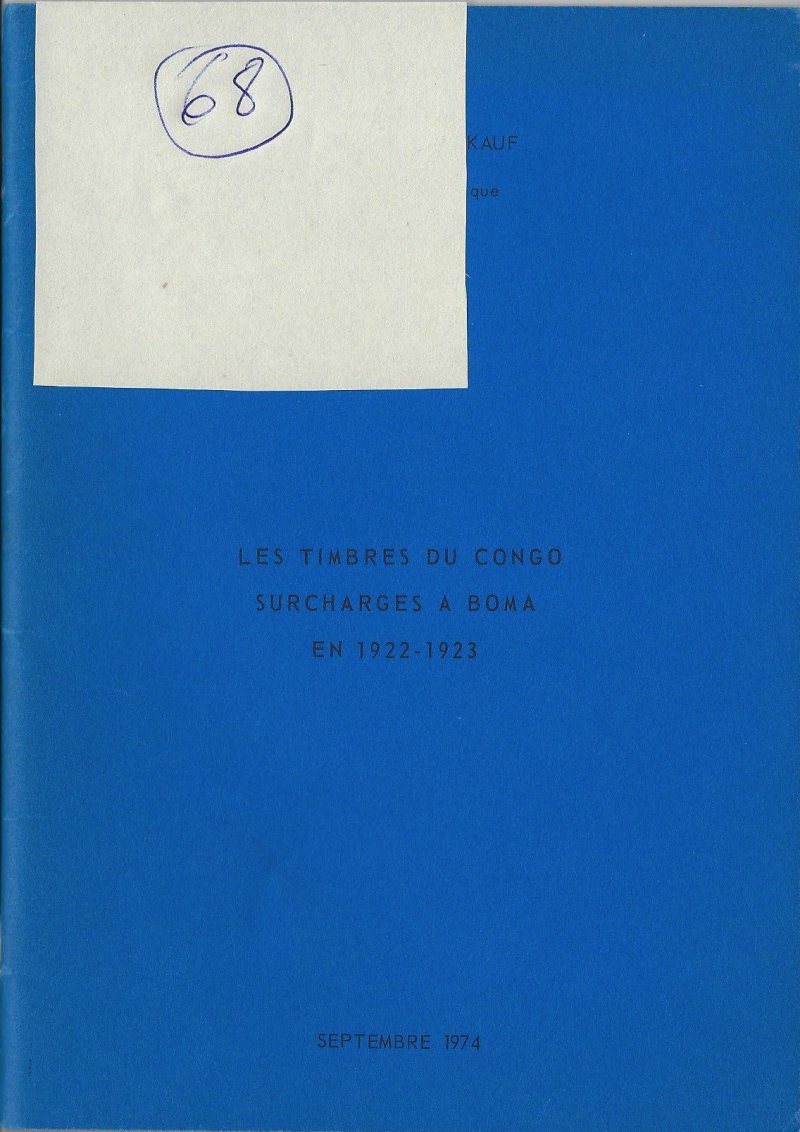 68
KAUF
que
LES TIMBRES DU CONGO
SURCHARGES A BOMA
EN 1922-1923
SEPTEMBRE 1974